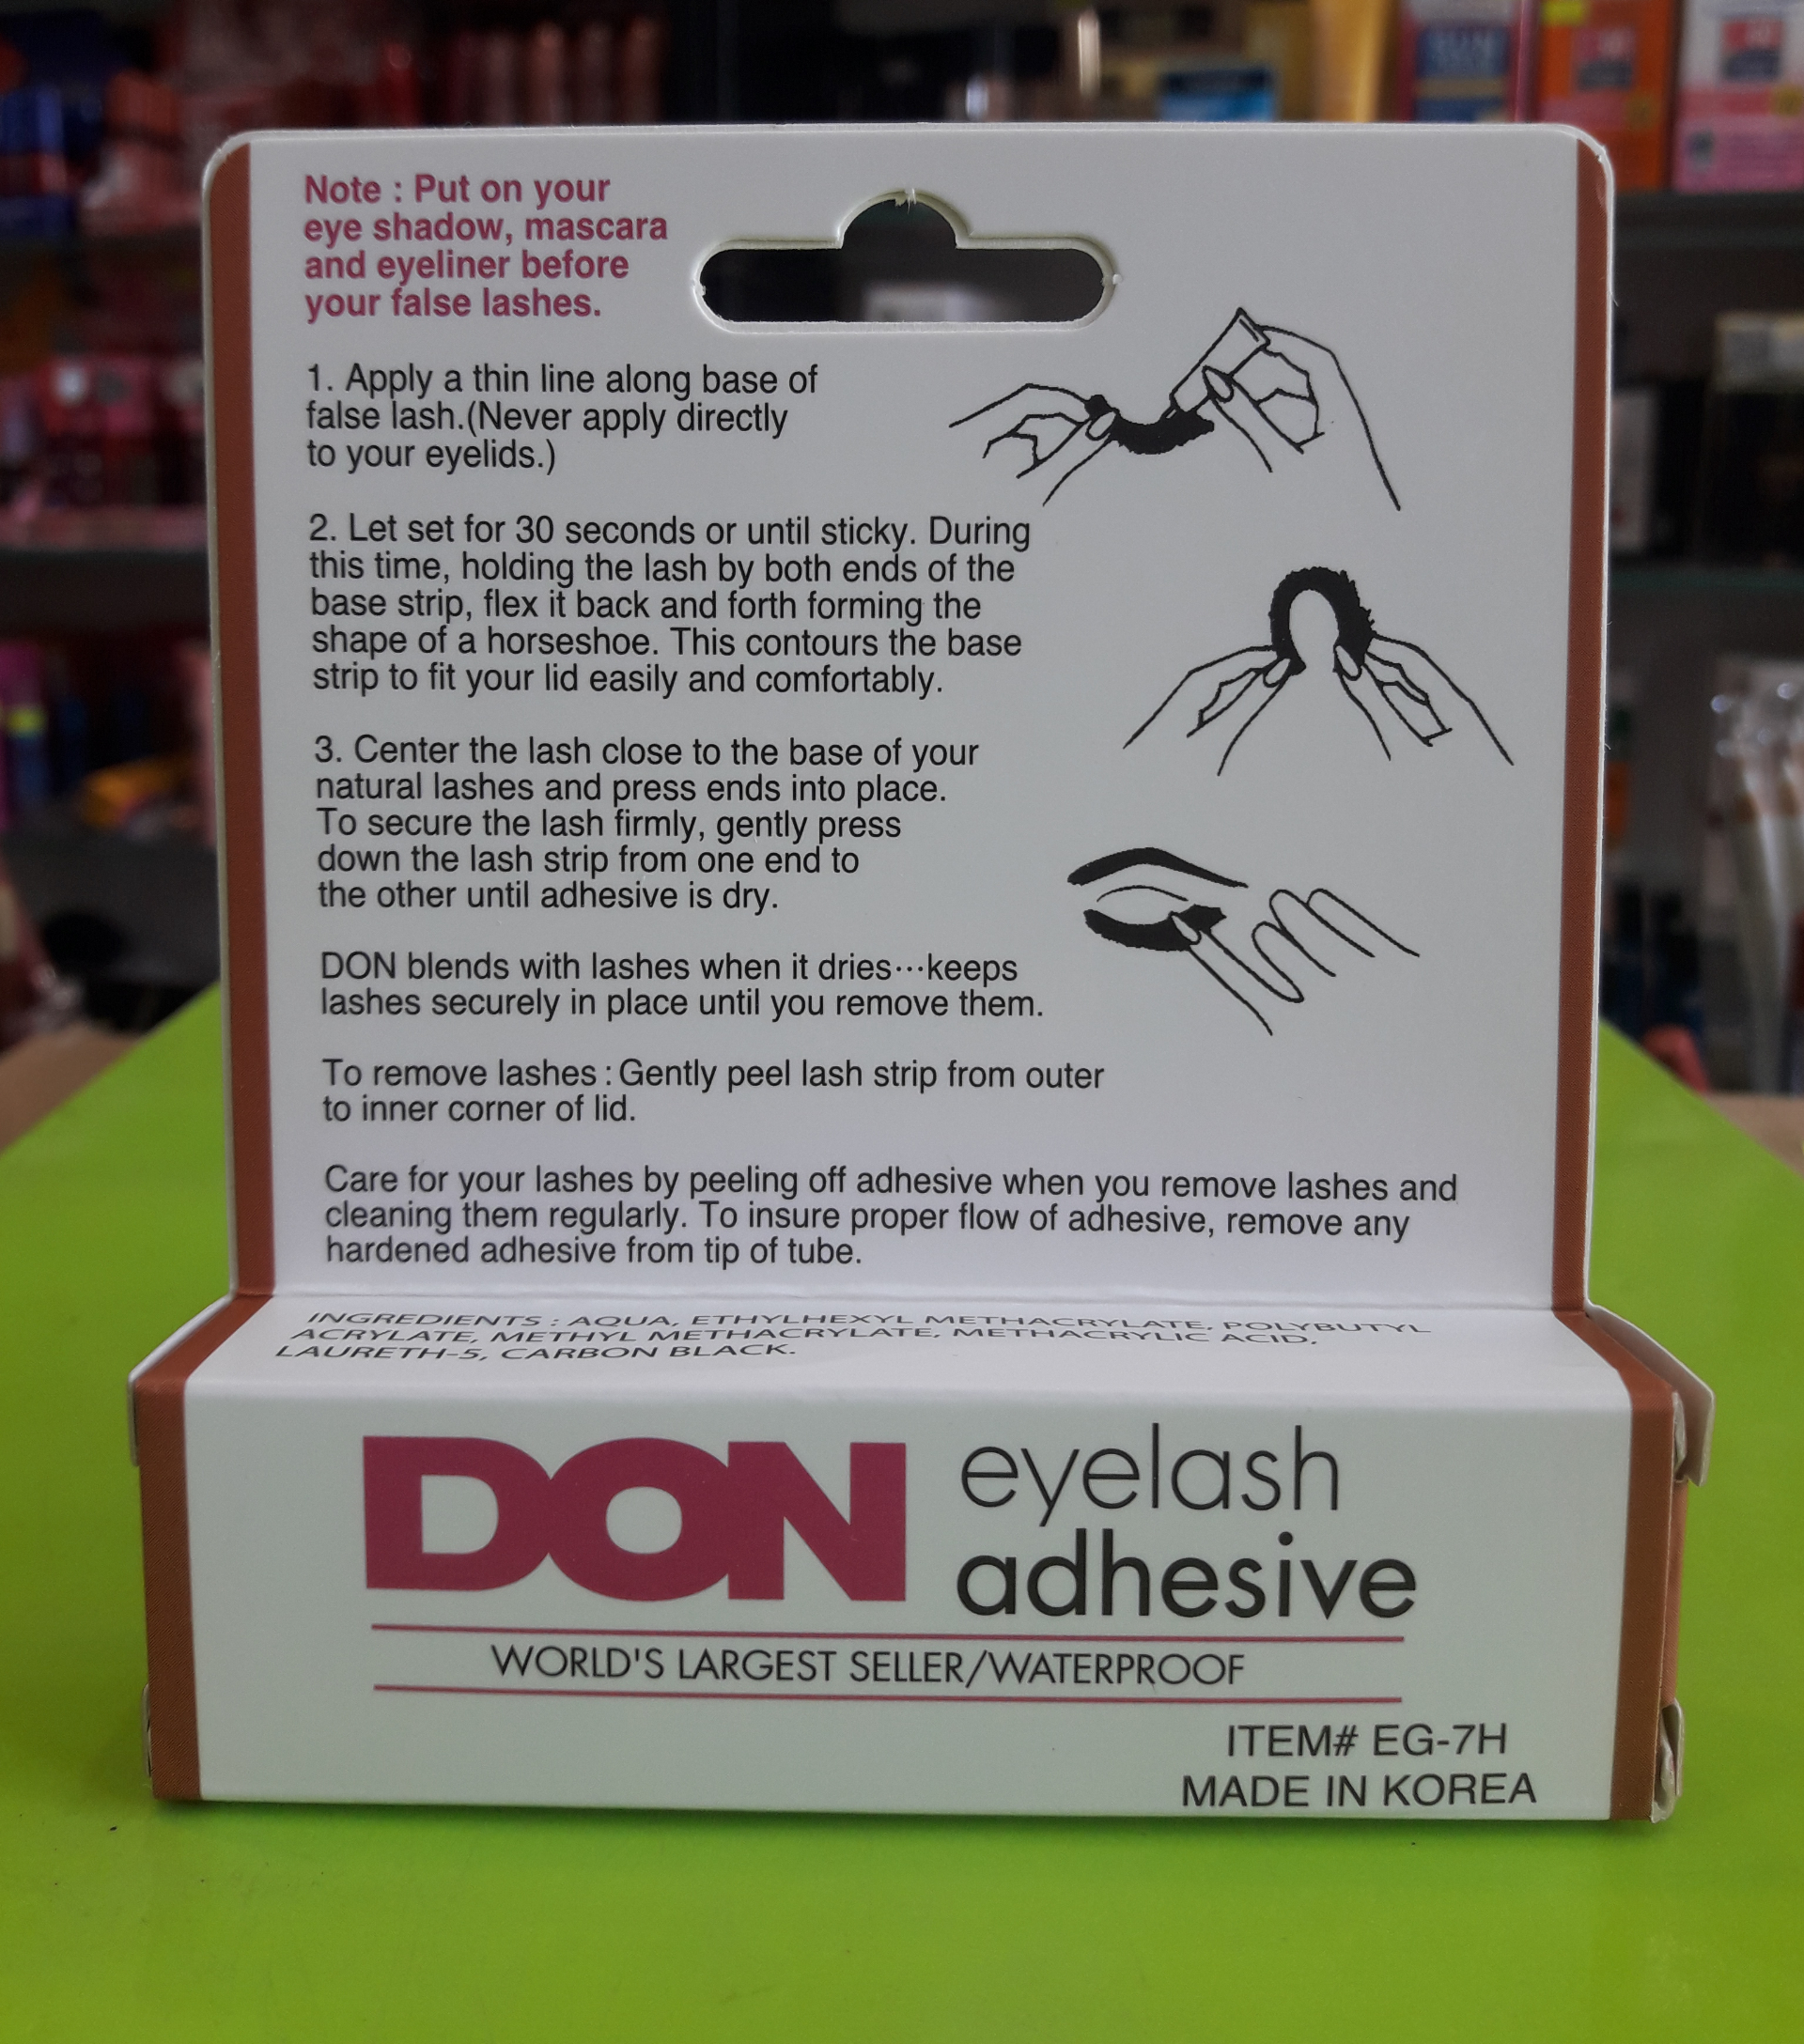 Note : Put on your
eye shadow, mascara
and eyeliner before
your false lashes.
1. Apply a thin line along base of
false lash.(Never apply directly
to your eyelids.)
2. Let set for 30 seconds or until sticky. During
this time, holding the lash by both ends of the
base strip, flex it back and forth forming the
shape of a horseshoe. This contours the base
strip to fit your lid easily and comfortably.
3. Center the lash close to the base of your
natural lashes and press ends into place.
To secure the lash firmly, gently press
down the lash strip from one end to
the other until adhesive is dry.
DON blends with lashes when it dries⋯keeps
lashes securely in place until you remove them.
To remove lashes : Gently peel lash strip from outer
to inner corner of lid.
Care for your lashes by peeling off adhesive when you remove lashes and
cleaning them regularly. To insure proper flow of adhesive, remove any
hardened adhesive from tip of tube.
INGREDIENTS : AQUA, ETHYLHEXYL METHACRYLATE, POLYBUTYL
ACRYLATE, METHYL METHACRYLATE, METHACRYLIC ACID,
LAURETH-5, CARBON BLACK.
DON eyelash
adhesive
WORLD'S LARGEST SELLER/WATERPROOF
ITEM# EG-7H
MADE IN KOREA